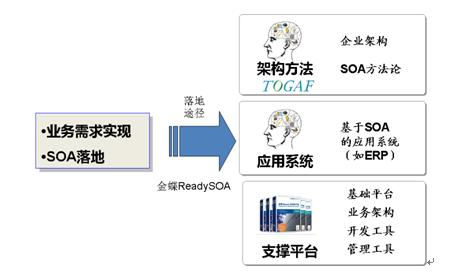 •业务需求实现
•SOA落地
落地
途径
金蝶ReadySOA
架构方法
TOGAF
企业架构
SOA方法论
应用系统
基于SOA
的应用系统
（如ERP）
支撑平台
基础平台
业务架构
开发工具
管理工具